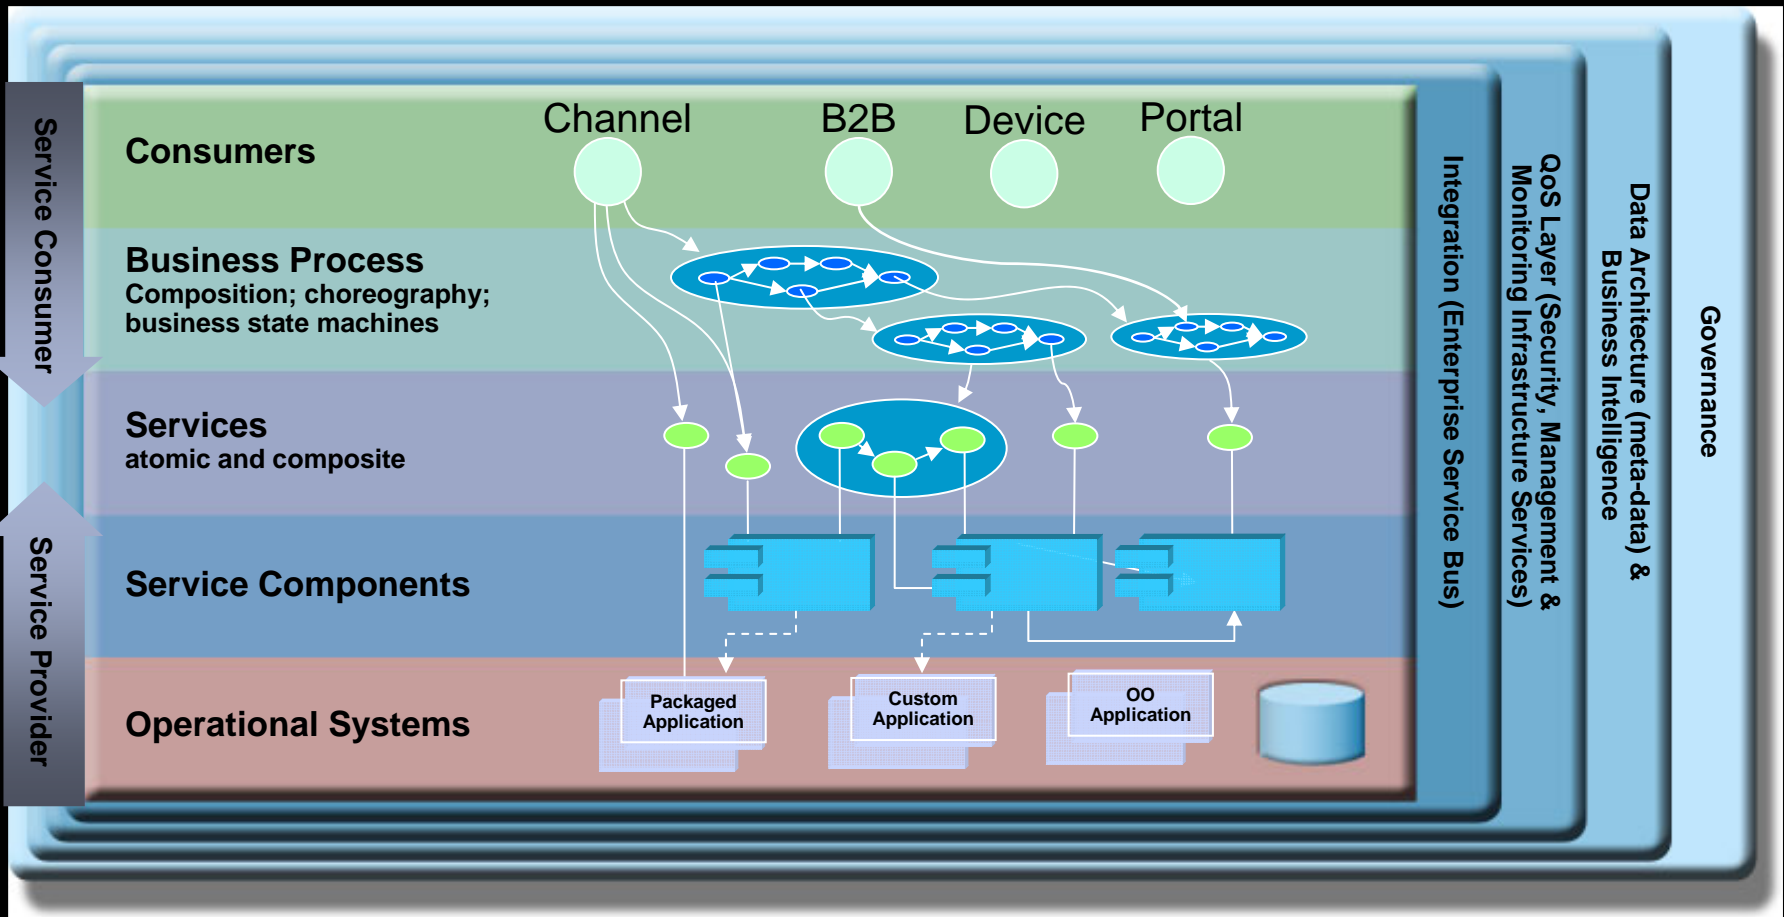 Service Consumer
Service Provider
Consumers
Channel
B2B
Device
Portal
Business Process
Composition; choreography;
business state machines
Services
atomic and composite
Service Components
Operational Systems
Packaged
Application
Custom
Application
OO
Application
Integration (Enterprise Service Bus)
QoS Layer (Security, Management &
Monitoring Infrastructure Services)
Data Architecture (meta-data) &
Business Intelligence
Governance